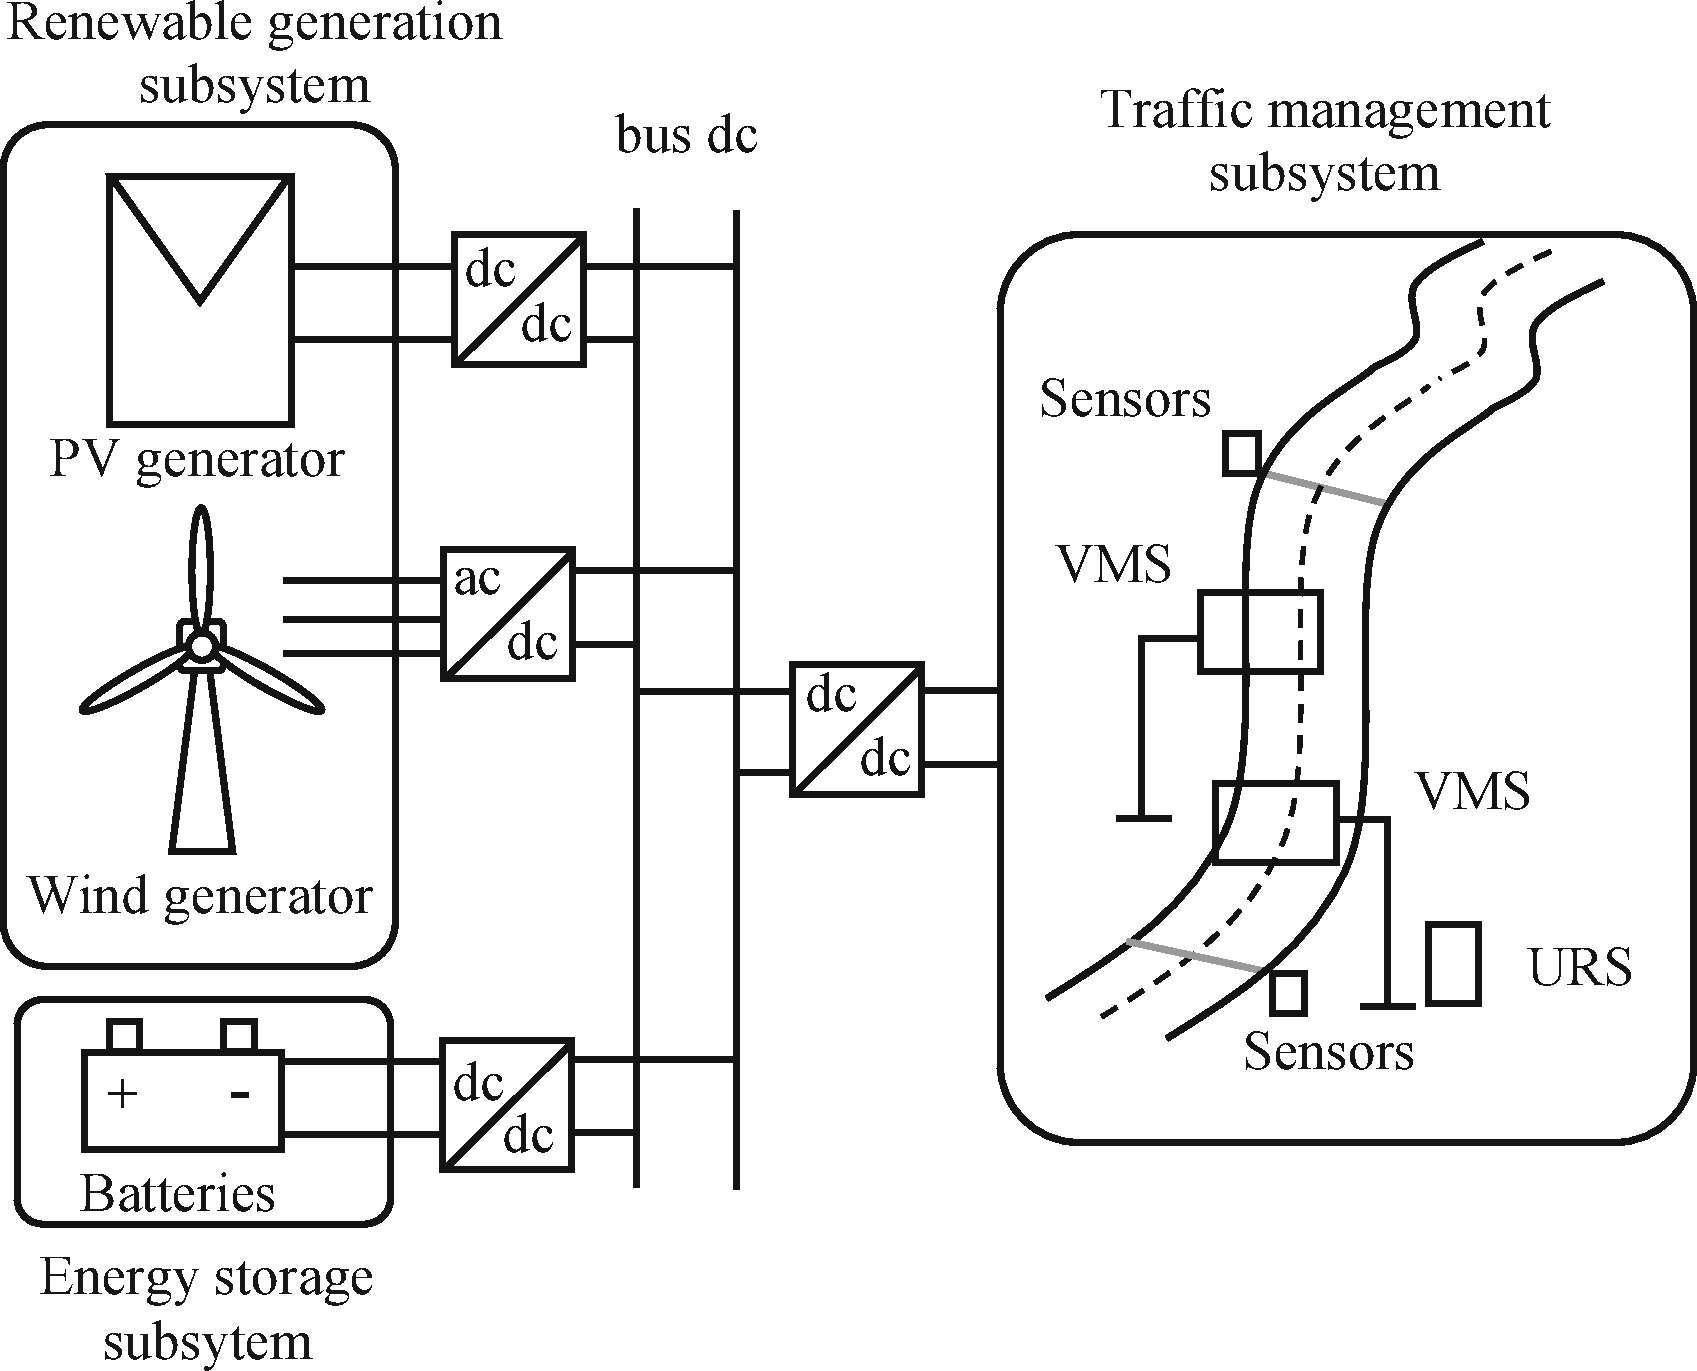 Renewable generation
subsystem
bus dc
Traffic management
subsystem
dc
dc
PV generator
Sensors
ac
dc
VMS
dc
dc
VMS
Wind generator
URS
Sensors
dc
dc
+ -
Batteries
Energy storage
subsytem